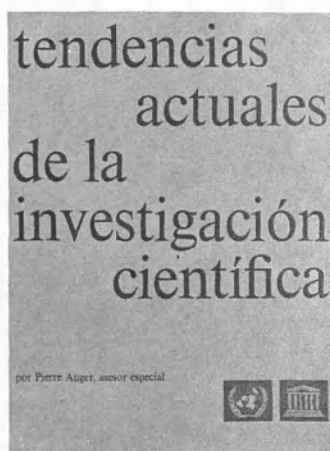 tendencias
actuales
de la
investigación
científica
por Pierre Auger, asesor especial